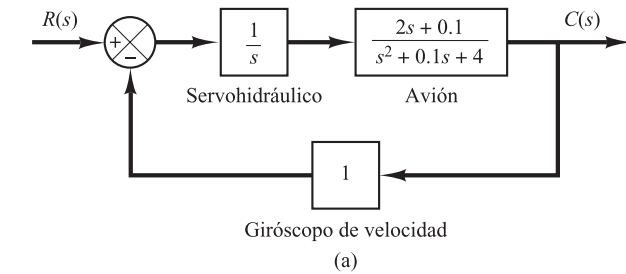 R(s)
C(s)
+
−
1
s
2s + 0.1
s² + 0.1s + 4
Servohidráulico
Avión
1
Giróscopo de velocidad
(a)